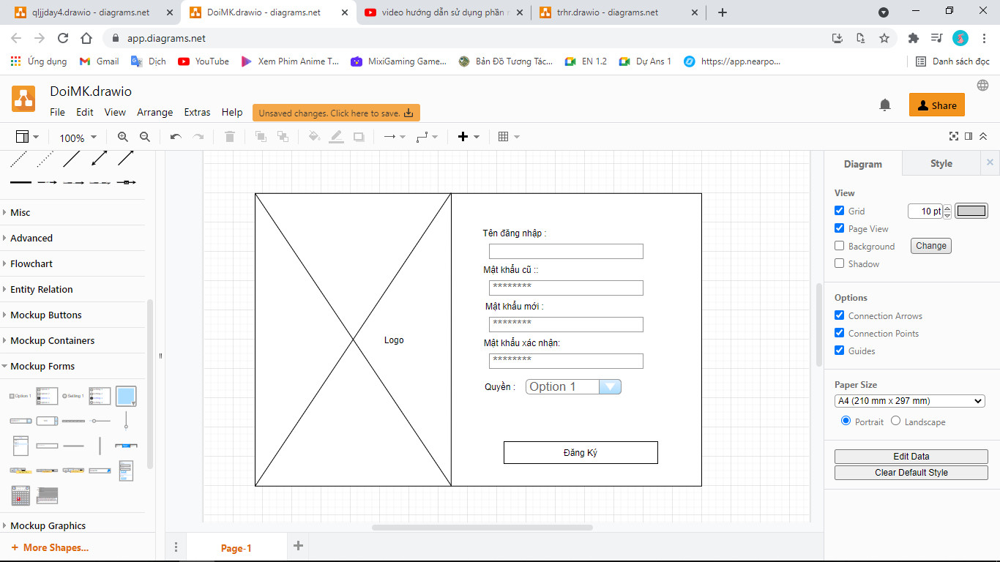 qljjday4.drawio - diagrams.net
DoiMK.drawio - diagrams.net
video hướng dẫn sử dụng phần
trhr.drawio - diagrams.net
app.diagrams.net
Ứng dụng
Gmail
Dịch
YouTube
Xem Phim Anime T...
MixiGaming Game...
Bản Đồ Tương Tác...
EN 1.2
Dự Ans 1
https://app.nearpo...
Danh sách đọc
DoiMK.drawio
File Edit View Arrange Extras Help
Unsaved changes. Click here to save.
Share
100%
Misc
Advanced
Flowchart
Entity Relation
Mockup Buttons
Mockup Containers
Mockup Forms
Option 1
Setting 1
Mockup Graphics
+ More Shapes...
Logo
Tên đăng nhập :
Mật khẩu cũ ::
********
Mật khẩu mới :
********
Mật khẩu xác nhận:
********
Quyền :
Option 1
Đăng Ký
Page-1
Diagram
Style
View
Grid
10 pt
Page View
Background
Change
Shadow
Options
Connection Arrows
Connection Points
Guides
Paper Size
A4 (210 mm x 297 mm)
Portrait
Landscape
Edit Data
Clear Default Style